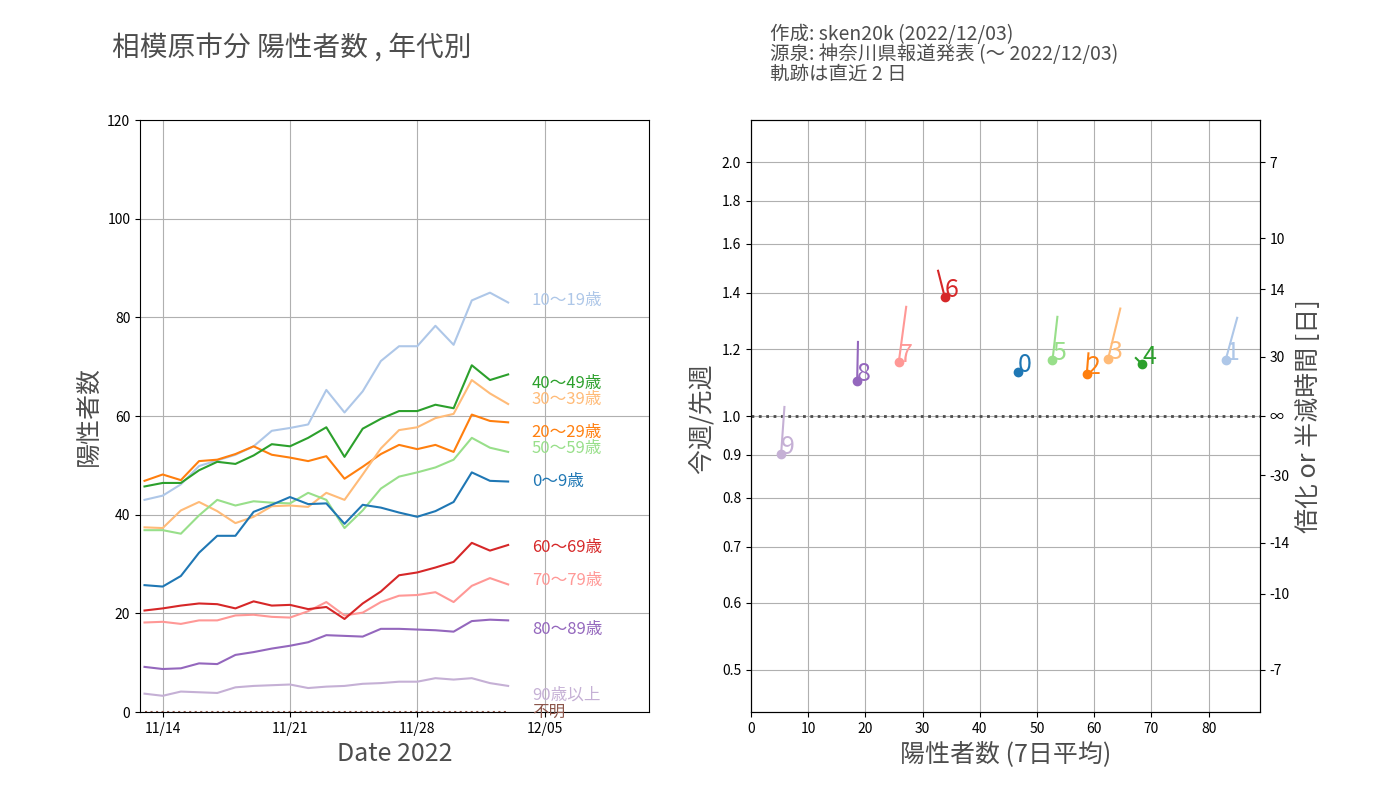 相模原市分 陽性者数 , 年代別
作成: sken20k (2022/12/03)
源泉: 神奈川県報道発表 (～ 2022/12/03)
軌跡は直近 2 日
陽性者数
120
100
80
60
40
20
0
10～19歳
40～49歳
30～39歳
20～29歳
50～59歳
0～9歳
60～69歳
70～79歳
80～89歳
90歳以上
不明
11/14
11/21
11/28
12/05
Date 2022
今週/先週
2.0
1.8
1.6
1.4
1.2
1.0
0.9
0.8
0.7
0.6
0.5
6
0
5
2
3
4
1
7
8
9
7
10
14
30
∞
-30
-14
-10
-7
倍化 or 半減時間 [日]
0
10
20
30
40
50
60
70
80
陽性者数 (7日平均)